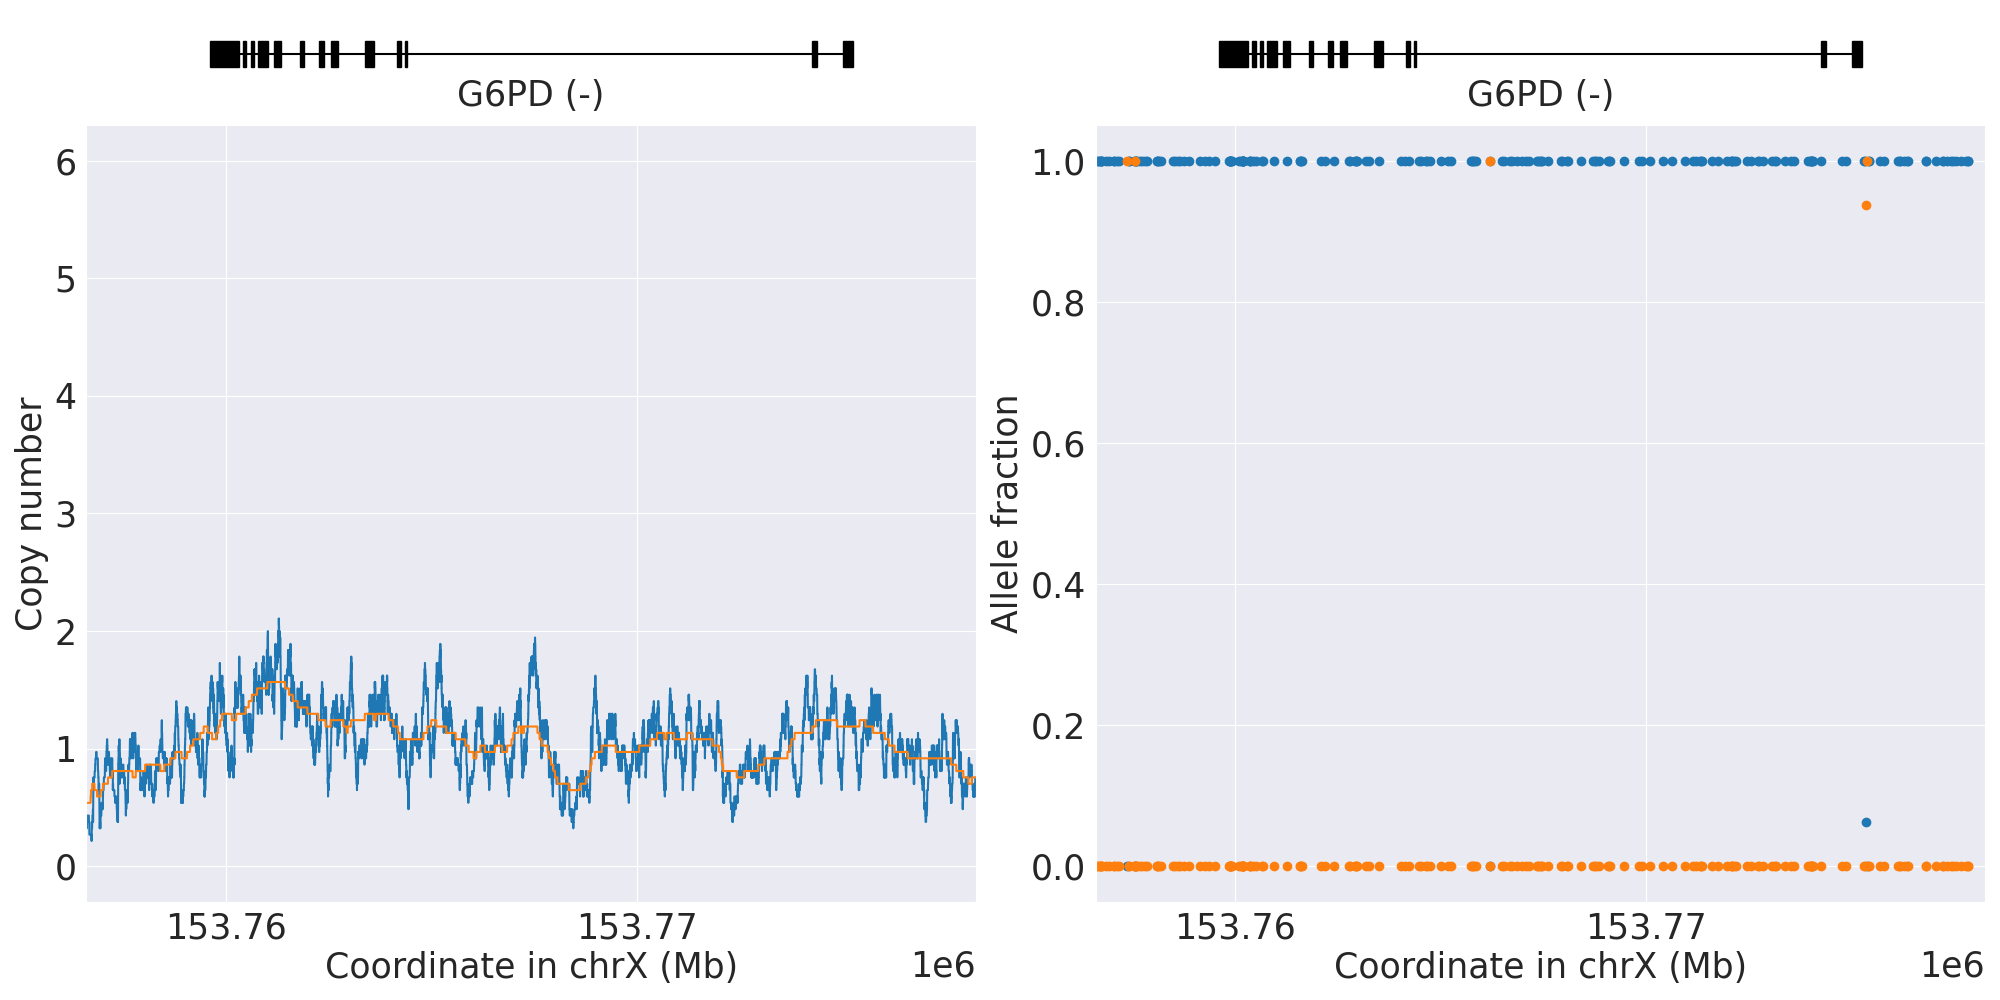 G6PD (-)
6
5
4
3
2
1
0
Copy number
153.76
153.77
Coordinate in chrX (Mb)
1e6
G6PD (-)
1.0
0.8
0.6
0.4
0.2
0.0
Allele fraction
153.76
153.77
Coordinate in chrX (Mb)
1e6